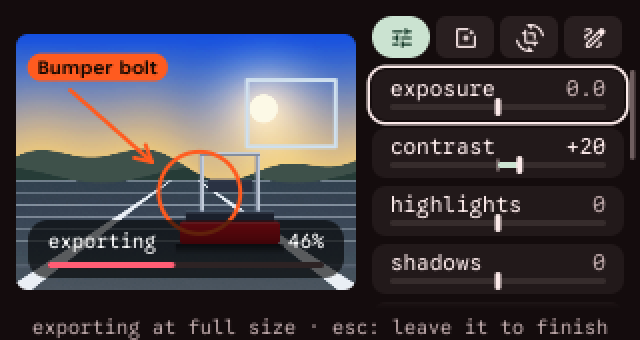 Bumper bolt
exporting 46%
exposure 0.0
contrast +20
highlights 0
shadows 0
exporting at full size · esc: leave it to finish